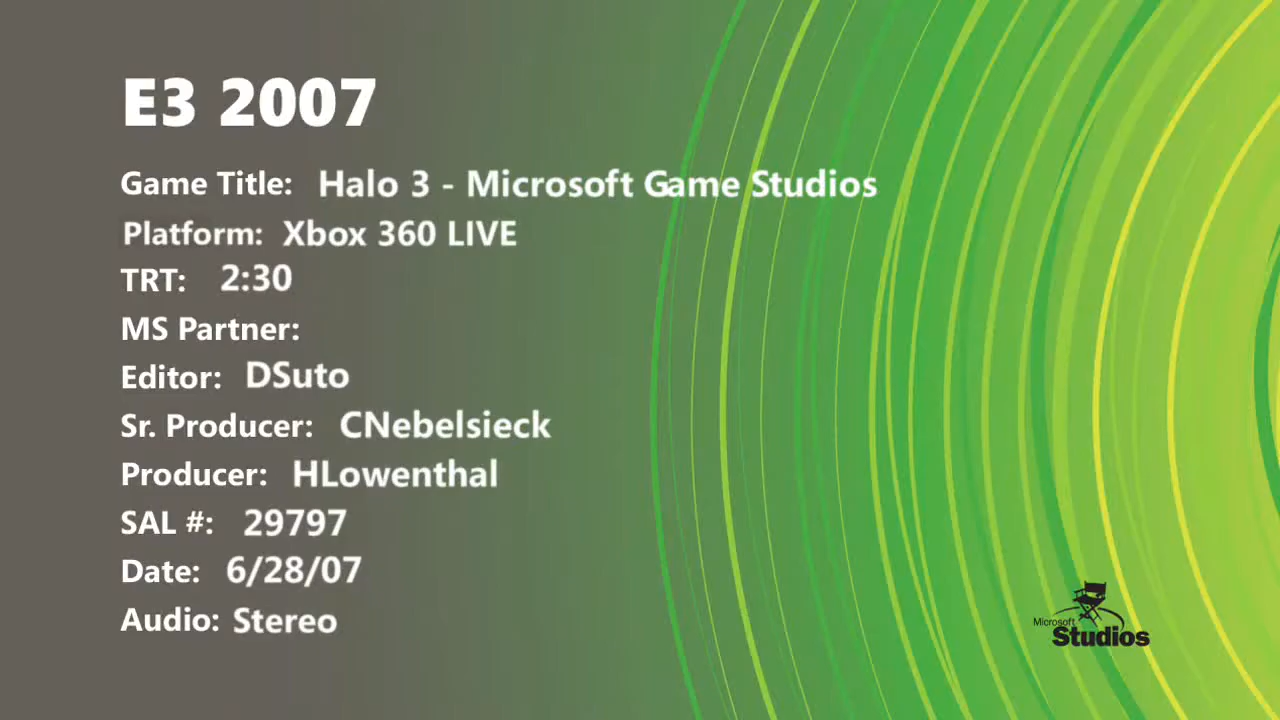 E3 2007
Game Title: Halo 3 - Microsoft Game Studios
Platform: Xbox 360 LIVE
TRT: 2:30
MS Partner:
Editor: DSuto
Sr. Producer: CNebelsieck
Producer: HLowenthal
SAL #: 29797
Date: 6/28/07
Audio: Stereo
Microsoft
Studios